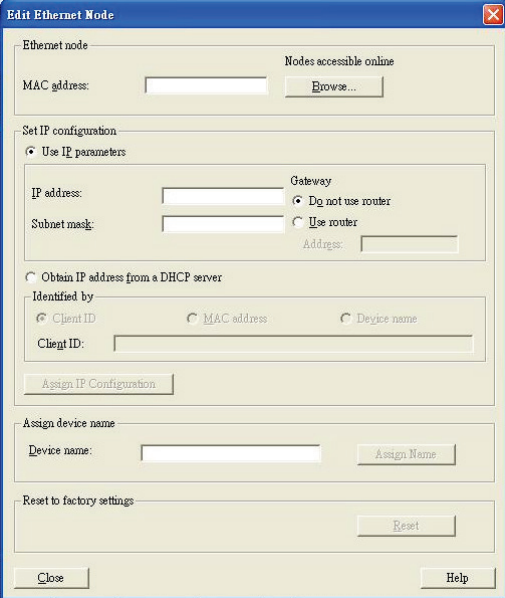 Edit Ethernet Node
Ethernet node
Nodes accessible online
MAC address:
Browse...
Set IP configuration
Use IP parameters
IP address:
Gateway
Do not use router
Subnet mask:
Use router
Address:
Obtain IP address from a DHCP server
Identified by
Client ID
MAC address
Device name
Client ID:
Assign IP Configuration
Assign device name
Device name:
Assign Name
Reset to factory settings
Reset
Close
Help